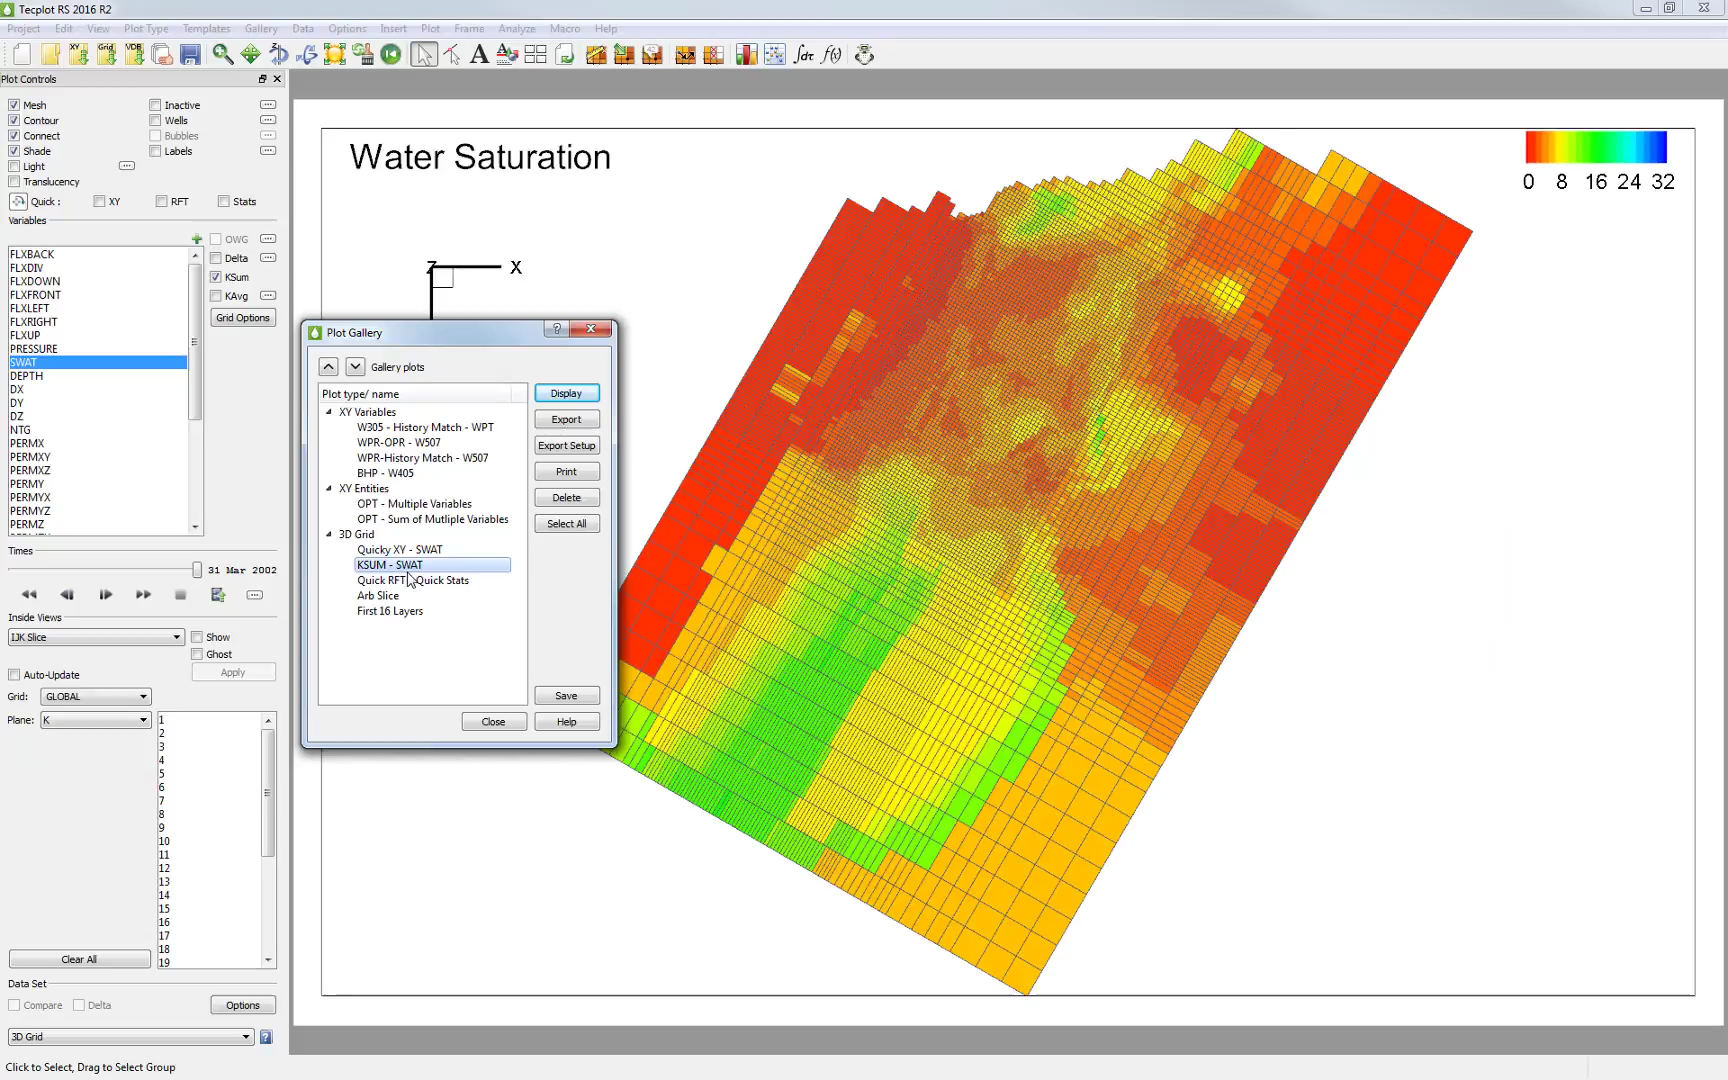 Tecplot RS 2016 R2
Project Edit View Plot Type Templates Gallery Data Options Insert Plot Frame Analyze Macro Help
XY Grid VDB
A ∫dτ f(x)
Plot Controls
Mesh Inactive
Contour Wells
Connect Bubbles
Shade Labels
Light
Translucency
Quick : XY RFT Stats
Variables
OWG
Delta
KSum
KAvg
Grid Options
FLXBACK
FLXDIV
FLXDOWN
FLXFRONT
FLXLEFT
FLXRIGHT
FLXUP
PRESSURE
SWAT
DEPTH
DX
DY
DZ
NTG
PERMX
PERMXY
PERMXZ
PERMY
PERMYX
PERMYZ
PERMZ
Times
31 Mar 2002
Inside Views
IJK Slice Show
Ghost
Auto-Update Apply
Grid: GLOBAL
Plane: K
1
2
3
4
5
6
7
8
9
10
11
12
13
14
15
16
17
18
19
Clear All
Data Set
Compare Delta Options
3D Grid
Click to Select, Drag to Select Group
Water Saturation
Z X
0 8 16 24 32
Plot Gallery
Gallery plots
Plot type/ name
XY Variables
W305 - History Match - WPT
WPR-OPR - W507
WPR-History Match - W507
BHP - W405
XY Entities
OPT - Multiple Variables
OPT - Sum of Mutliple Variables
3D Grid
Quicky XY - SWAT
KSUM - SWAT
Quick RFT Quick Stats
Arb Slice
First 16 Layers
Display
Export
Export Setup
Print
Delete
Select All
Save
Close Help